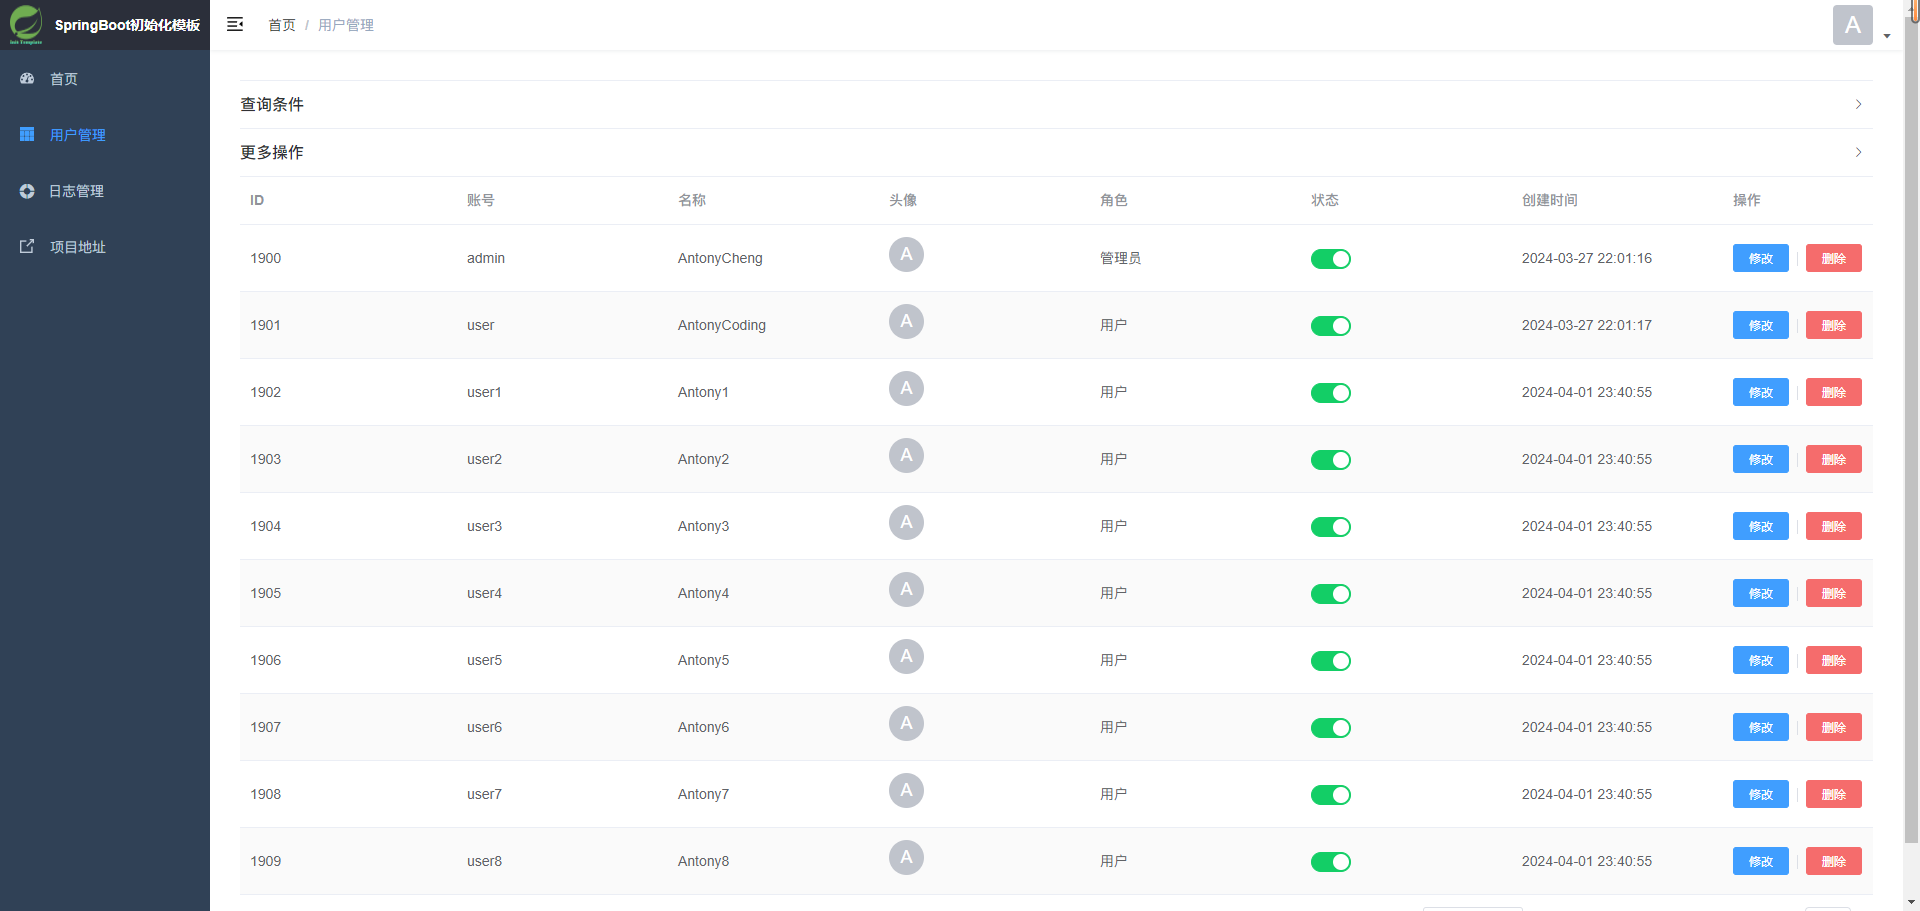 SpringBoot初始化模板
Init Template
首页 / 用户管理
A
首页
用户管理
日志管理
项目地址
查询条件
更多操作
ID 账号 名称 头像 角色 状态 创建时间 操作
1900 admin AntonyCheng A 管理员 2024-03-27 22:01:16 修改 删除
1901 user AntonyCoding A 用户 2024-03-27 22:01:17 修改 删除
1902 user1 Antony1 A 用户 2024-04-01 23:40:55 修改 删除
1903 user2 Antony2 A 用户 2024-04-01 23:40:55 修改 删除
1904 user3 Antony3 A 用户 2024-04-01 23:40:55 修改 删除
1905 user4 Antony4 A 用户 2024-04-01 23:40:55 修改 删除
1906 user5 Antony5 A 用户 2024-04-01 23:40:55 修改 删除
1907 user6 Antony6 A 用户 2024-04-01 23:40:55 修改 删除
1908 user7 Antony7 A 用户 2024-04-01 23:40:55 修改 删除
1909 user8 Antony8 A 用户 2024-04-01 23:40:55 修改 删除